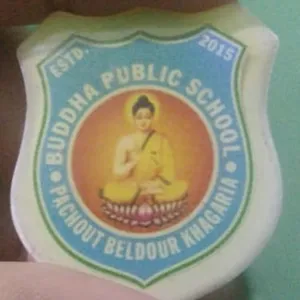 ESTD. 2015
BUDDHA PUBLIC SCHOOL
PACHOUT BELDOUR KHAGARIA